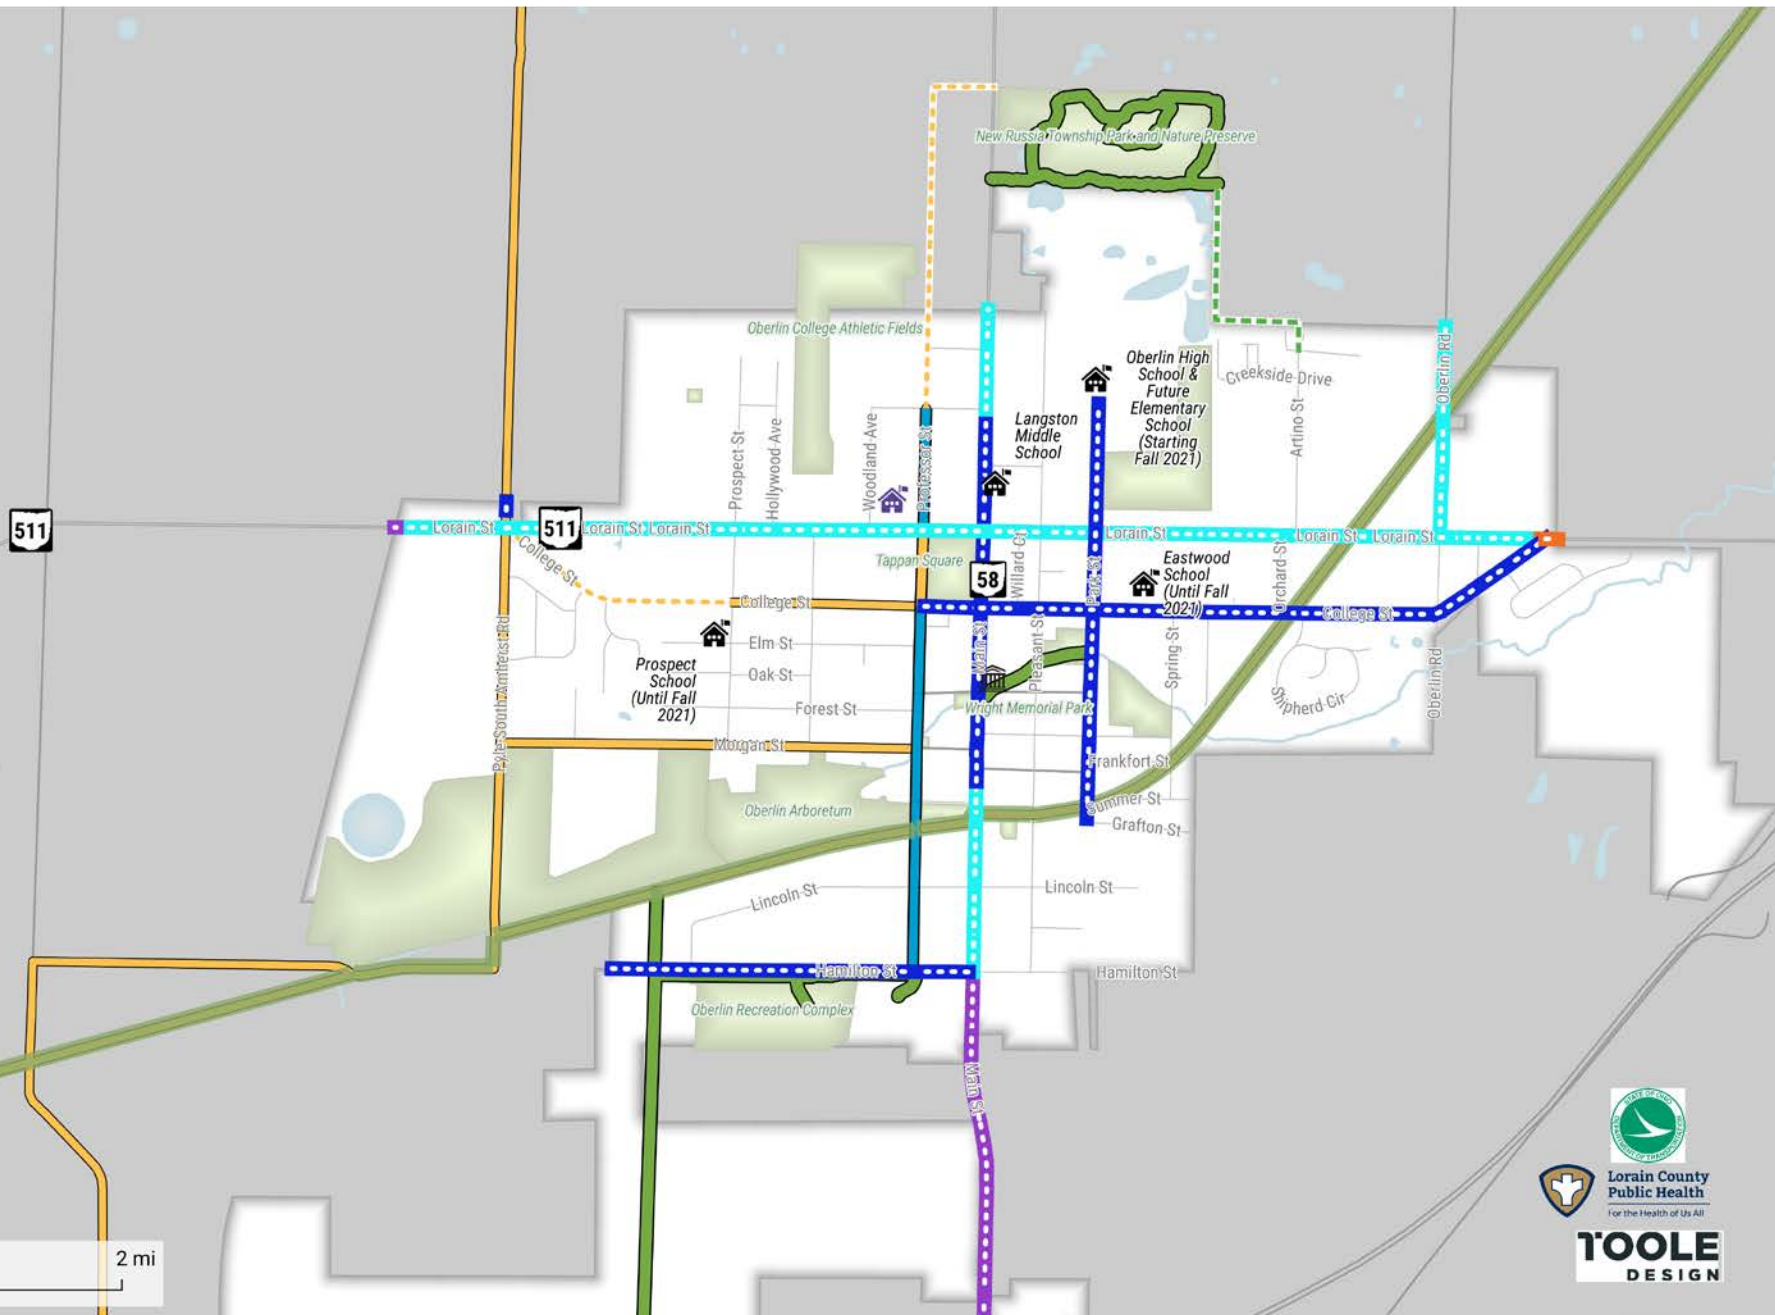 New Russia Township Park and Nature Preserve
Oberlin College Athletic Fields
Oberlin High
School &
Future
Elementary
School
(Starting
Fall 2021)
Creekside Drive
Oberlin Rd
Langston
Middle
School
Artino St
Prospect St
Hollywood Ave
Woodland Ave
Professor St
511
Lorain St
511
Lorain St
Lorain St
Lorain St
Lorain St
Lorain St
College St
Tappan Square
58
Willard Ct
Park St
Eastwood
School
(Until Fall
2021)
Orchard St
College St
College St
Elm St
Oak St
Forest St
Prospect
School
(Until Fall
2021)
Main St
Pleasant St
Spring St
Shipherd Cir
Oberlin Rd
Wright Memorial Park
Pyle South Amherst Rd
Morgan St
Frankfort St
Oberlin Arboretum
Summer St
Grafton St
Lincoln St
Lincoln St
Hamilton St
Hamilton St
Oberlin Recreation Complex
Main St
2 mi
STATE OF OHIO
DEPARTMENT OF TRANSPORTATION
Lorain County
Public Health
For the Health of Us All
TOOLE
DESIGN